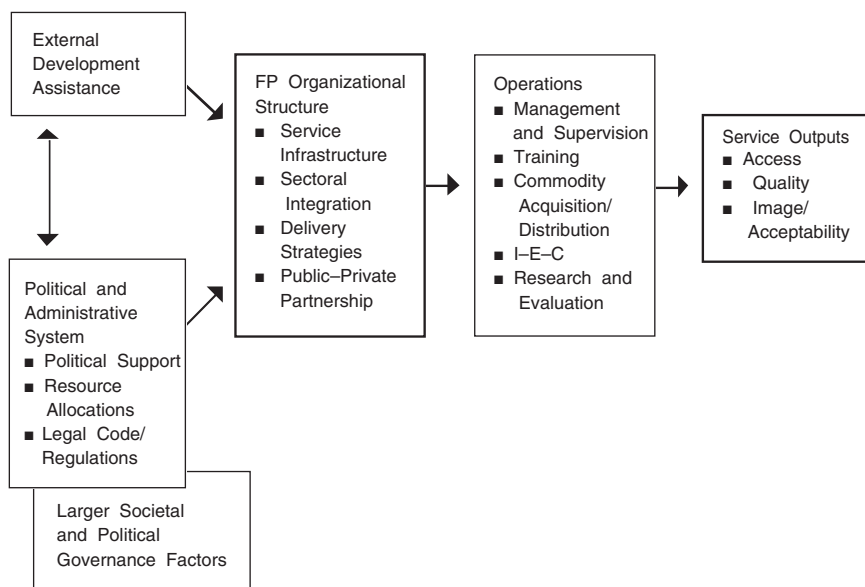 External
Development
Assistance
Political and
Administrative
System
■ Political Support
■ Resource
Allocations
■ Legal Code/
Regulations
Larger Societal
and Political
Governance Factors
FP Organizational
Structure
■ Service
Infrastructure
■ Sectoral
Integration
■ Delivery
Strategies
■ Public–Private
Partnership
Operations
■ Management
and Supervision
■ Training
■ Commodity
Acquisition/
Distribution
■ I–E–C
■ Research and
Evaluation
Service Outputs
■ Access
■ Quality
■ Image/
Acceptability